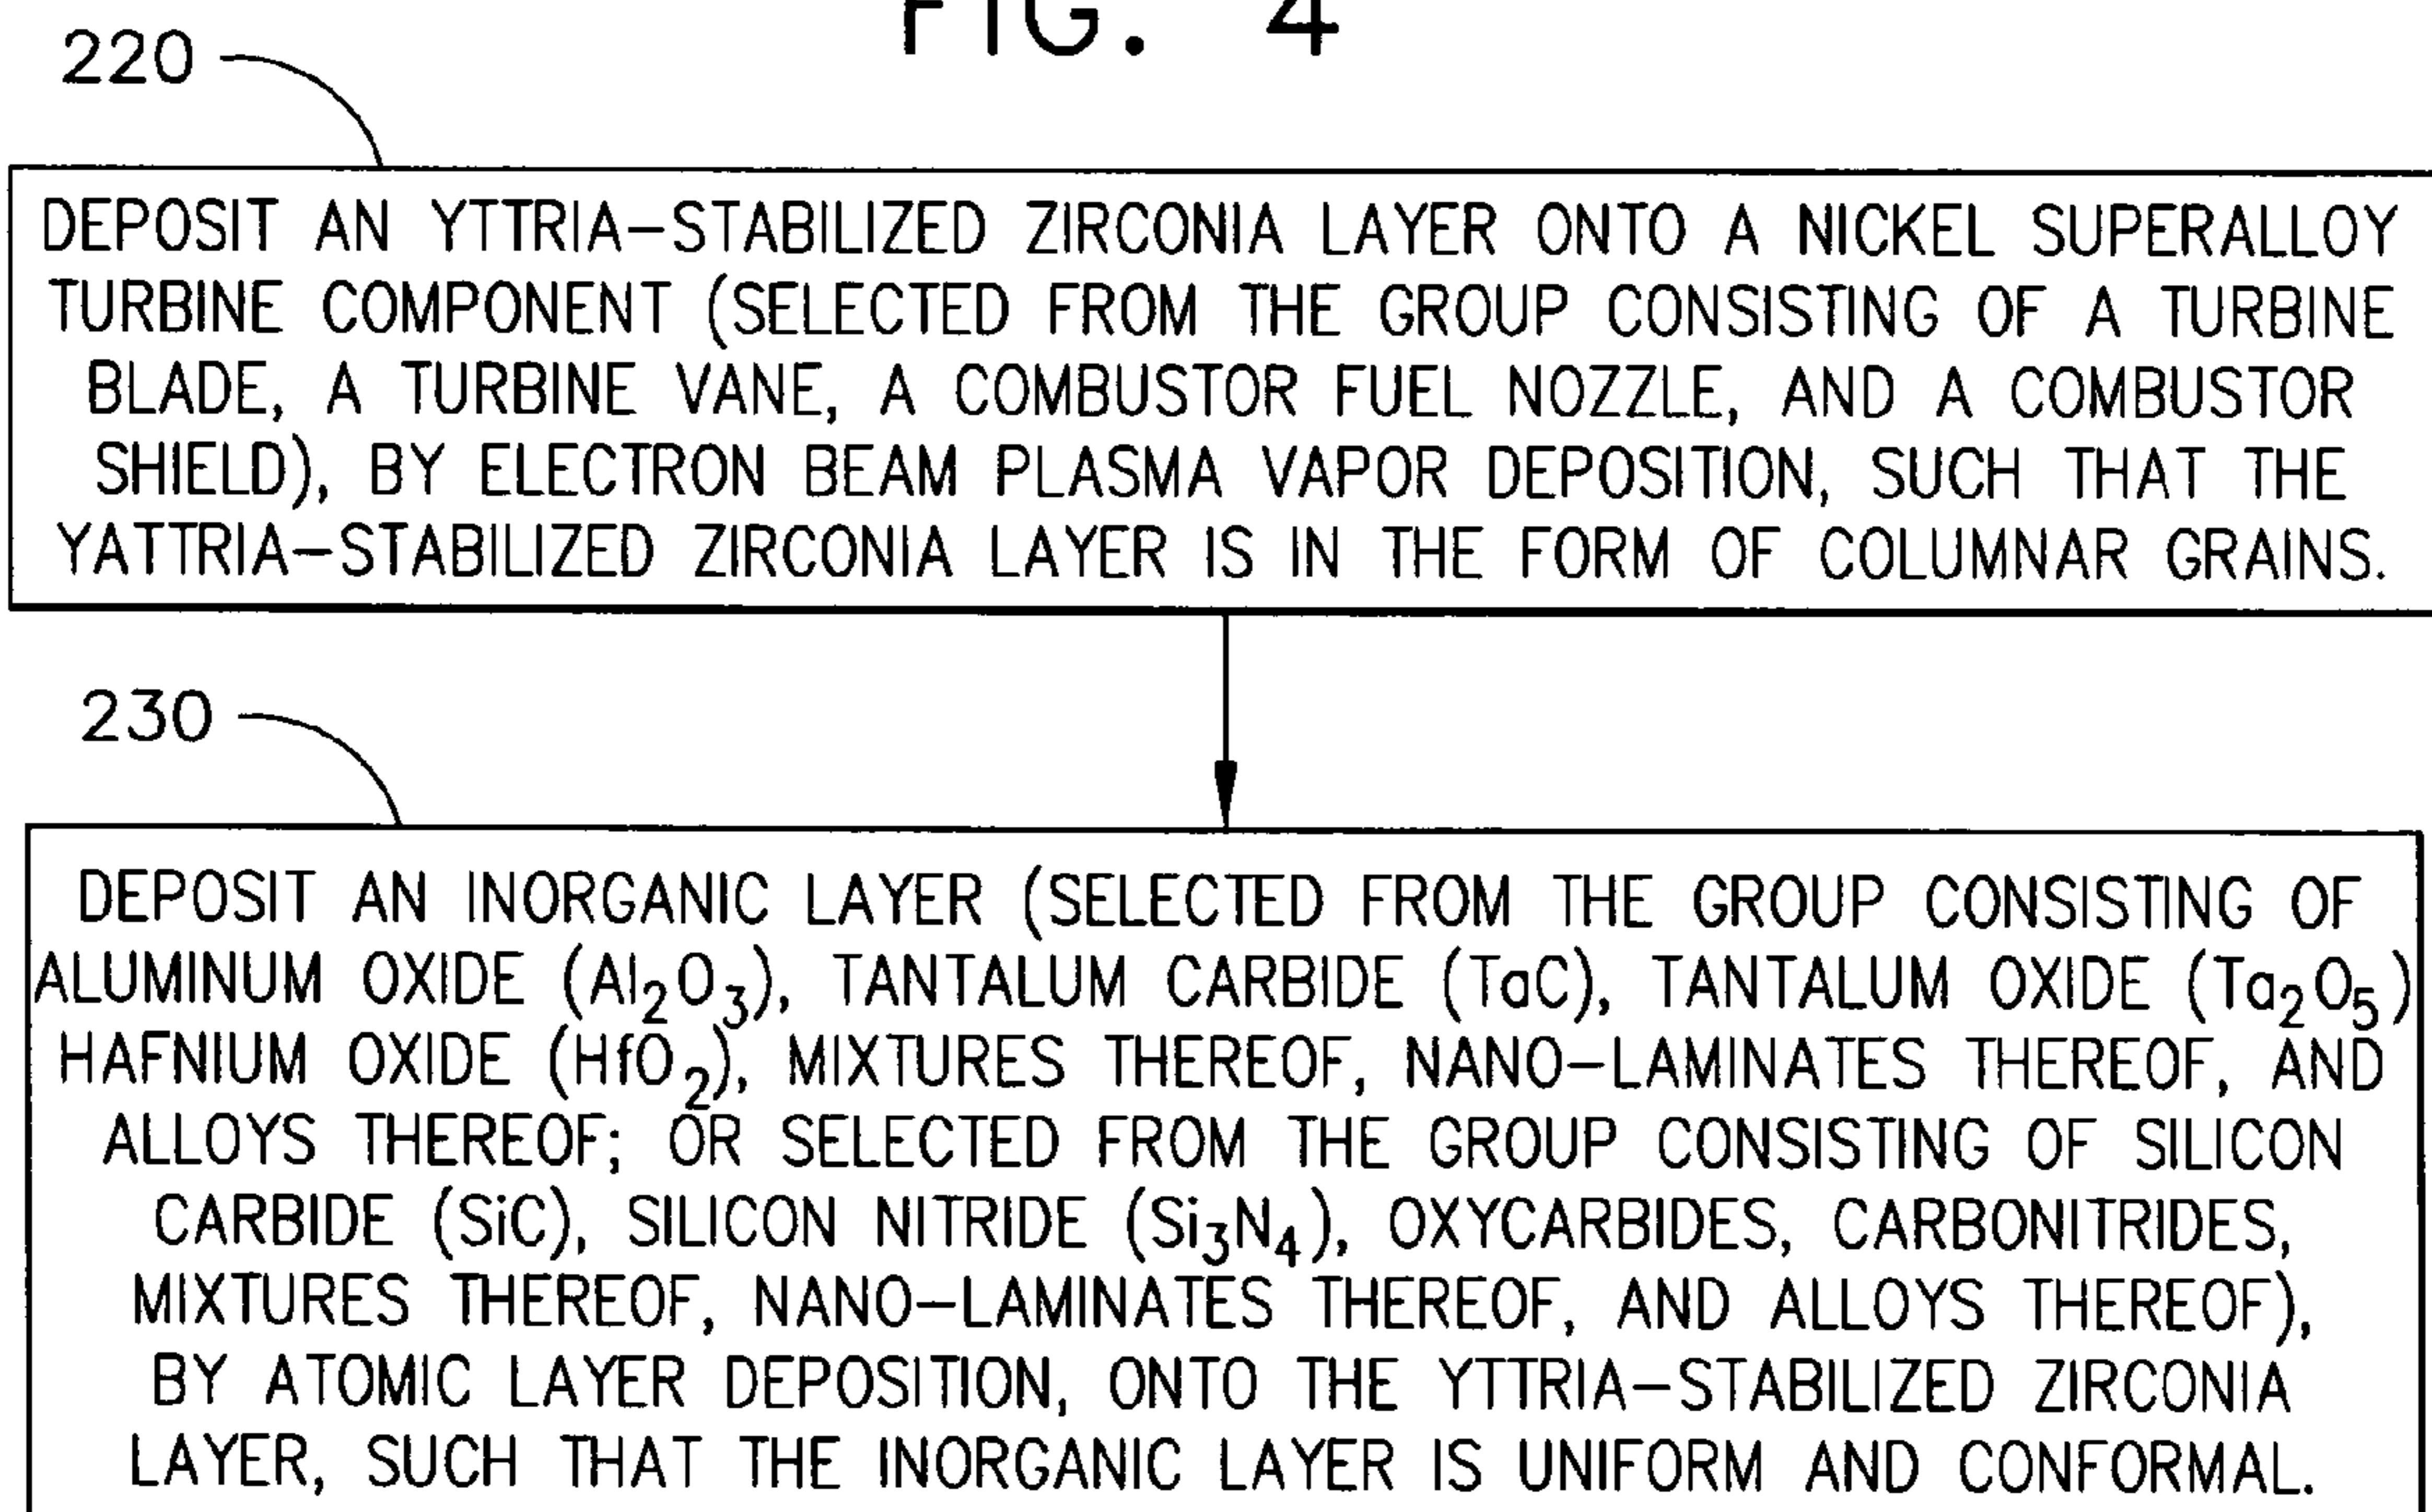 FIG. 4
220
DEPOSIT AN YTTRIA–STABILIZED ZIRCONIA LAYER ONTO A NICKEL SUPERALLOY
TURBINE COMPONENT (SELECTED FROM THE GROUP CONSISTING OF A TURBINE
BLADE, A TURBINE VANE, A COMBUSTOR FUEL NOZZLE, AND A COMBUSTOR
SHIELD), BY ELECTRON BEAM PLASMA VAPOR DEPOSITION, SUCH THAT THE
YATTRIA–STABILIZED ZIRCONIA LAYER IS IN THE FORM OF COLUMNAR GRAINS.
230
DEPOSIT AN INORGANIC LAYER (SELECTED FROM THE GROUP CONSISTING OF
ALUMINUM OXIDE (Al₂O₃), TANTALUM CARBIDE (TaC), TANTALUM OXIDE (Ta₂O₅)
HAFNIUM OXIDE (HfO₂), MIXTURES THEREOF, NANO–LAMINATES THEREOF, AND
ALLOYS THEREOF; OR SELECTED FROM THE GROUP CONSISTING OF SILICON
CARBIDE (SiC), SILICON NITRIDE (Si₃N₄), OXYCARBIDES, CARBONITRIDES,
MIXTURES THEREOF, NANO–LAMINATES THEREOF, AND ALLOYS THEREOF),
BY ATOMIC LAYER DEPOSITION, ONTO THE YTTRIA–STABILIZED ZIRCONIA
LAYER, SUCH THAT THE INORGANIC LAYER IS UNIFORM AND CONFORMAL.